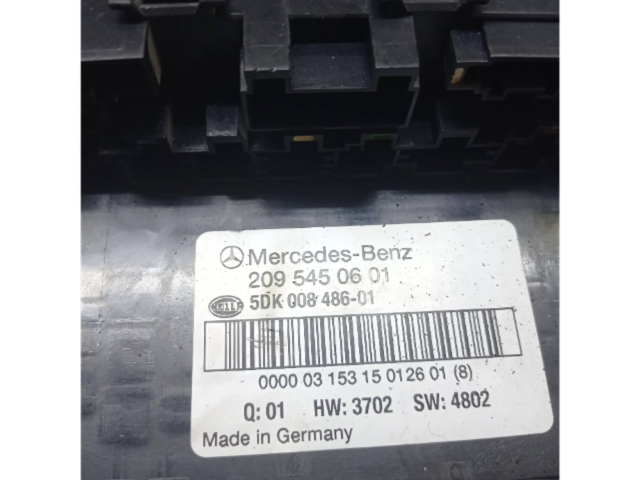 Mercedes-Benz
209 545 06 01
HELLA 5DK 008 486-01
0000 03 153 15 0126 01 (8)
Q: 01 HW: 3702 SW: 4802
Made in Germany